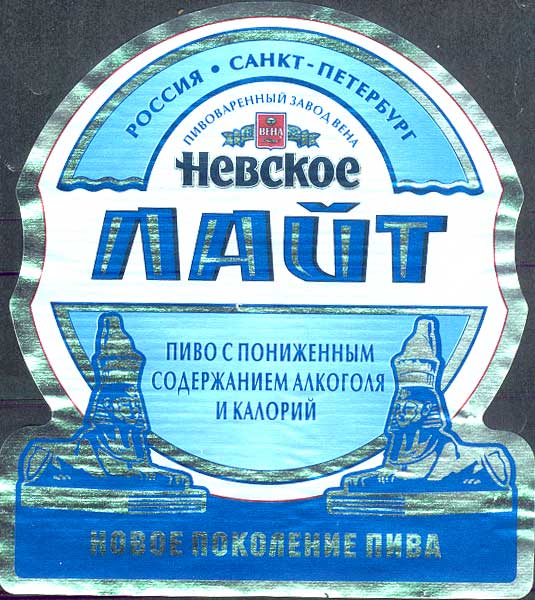 РОССИЯ • САНКТ-ПЕТЕРБУРГ
ПИВОВАРЕННЫЙ ЗАВОД ВЕНА
ВЕНА
Невское
ЛАЙТ
ПИВО С ПОНИЖЕННЫМ
СОДЕРЖАНИЕМ АЛКОГОЛЯ
И КАЛОРИЙ
НОВОЕ ПОКОЛЕНИЕ ПИВА